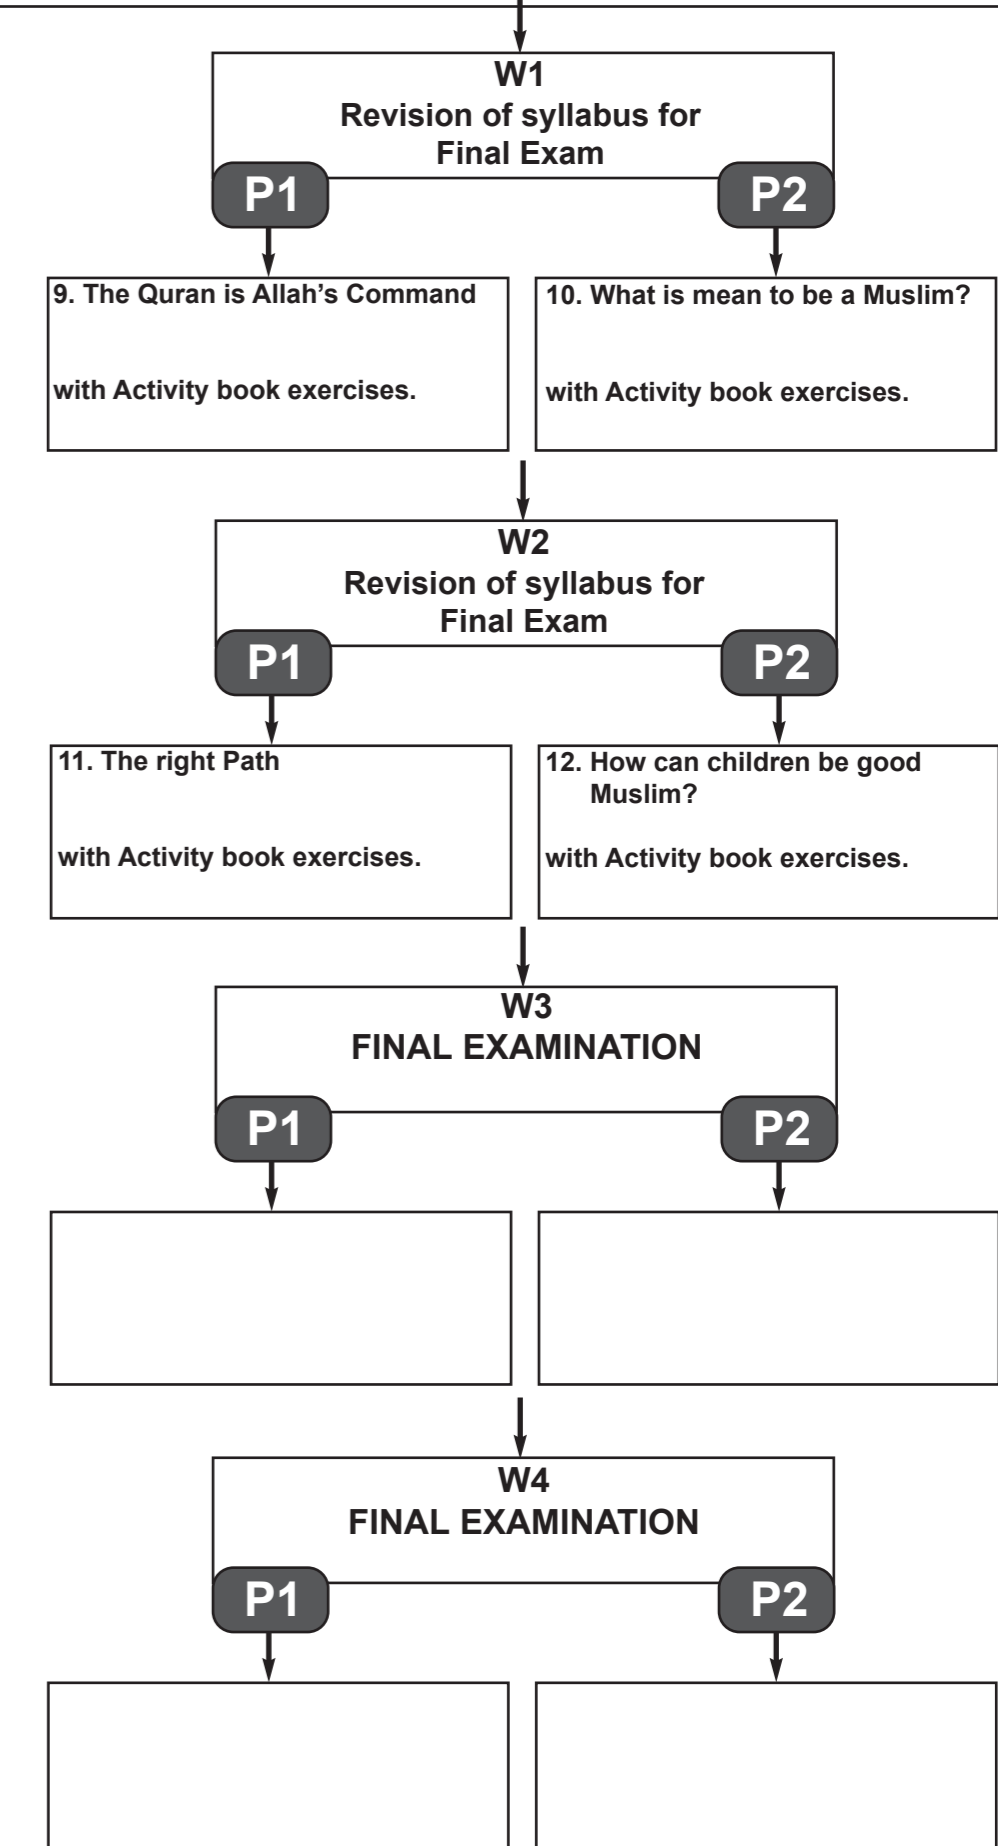 W1
Revision of syllabus for
Final Exam
P1
P2
9. The Quran is Allah’s Command
with Activity book exercises.
10. What is mean to be a Muslim?
with Activity book exercises.
W2
Revision of syllabus for
Final Exam
P1
P2
11. The right Path
with Activity book exercises.
12. How can children be good
Muslim?
with Activity book exercises.
W3
FINAL EXAMINATION
P1
P2
W4
FINAL EXAMINATION
P1
P2